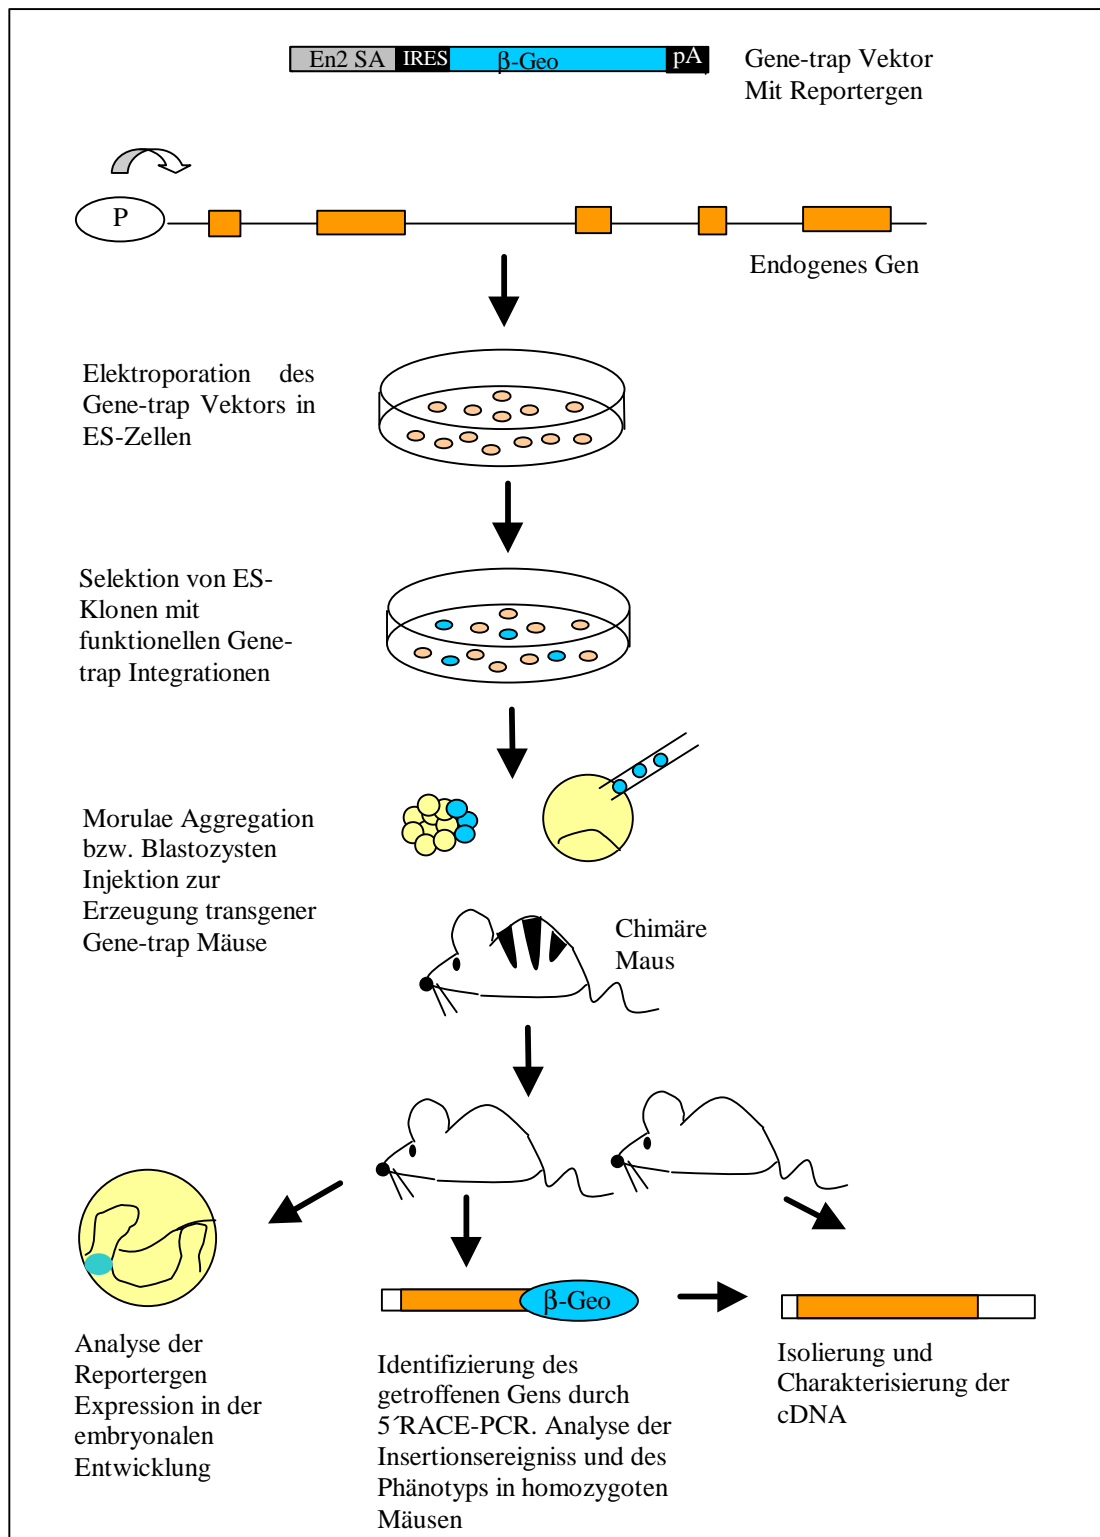 En2 SA IRES β-Geo pA
Gene-trap Vektor
Mit Reportergen
P
Endogenes Gen
Elektroporation des
Gene-trap Vektors in
ES-Zellen
Selektion von ES-
Klonen mit
funktionellen Gene-
trap Integrationen
Morulae Aggregation
bzw. Blastozysten
Injektion zur
Erzeugung transgener
Gene-trap Mäuse
Chimäre
Maus
β-Geo
Analyse der
Reportergen
Expression in der
embryonalen
Entwicklung
Identifizierung des
getroffenen Gens durch
5´RACE-PCR. Analyse der
Insertionsereigniss und des
Phänotyps in homozygoten
Mäusen
Isolierung und
Charakterisierung der
cDNA